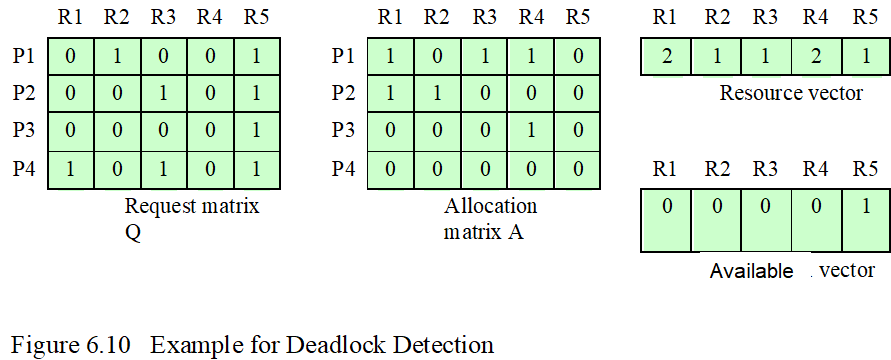 R1 R2 R3 R4 R5
P1 0 1 0 0 1
P2 0 0 1 0 1
P3 0 0 0 0 1
P4 1 0 1 0 1
Request matrix
Q
R1 R2 R3 R4 R5
P1 1 0 1 1 0
P2 1 1 0 0 0
P3 0 0 0 1 0
P4 0 0 0 0 0
Allocation
matrix A
R1 R2 R3 R4 R5
2 1 1 2 1
Resource vector
R1 R2 R3 R4 R5
0 0 0 0 1
Available vector
Figure 6.10 Example for Deadlock Detection